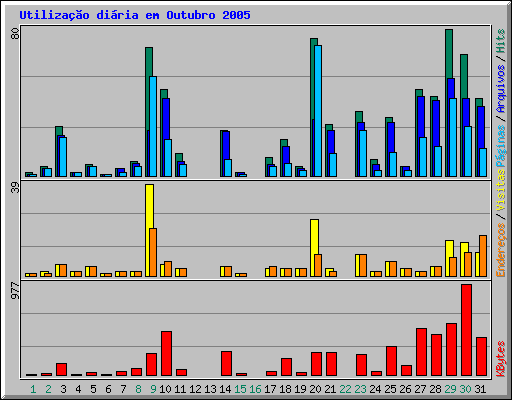 Utilização diária em Outubro 2005
80
39
977
Endereços / Visitas Páginas / Arquivos / Hits
KBytes
1 2 3 4 5 6 7 8 9 10 11 12 13 14 15 16 17 18 19 20 21 22 23 24 25 26 27 28 29 30 31